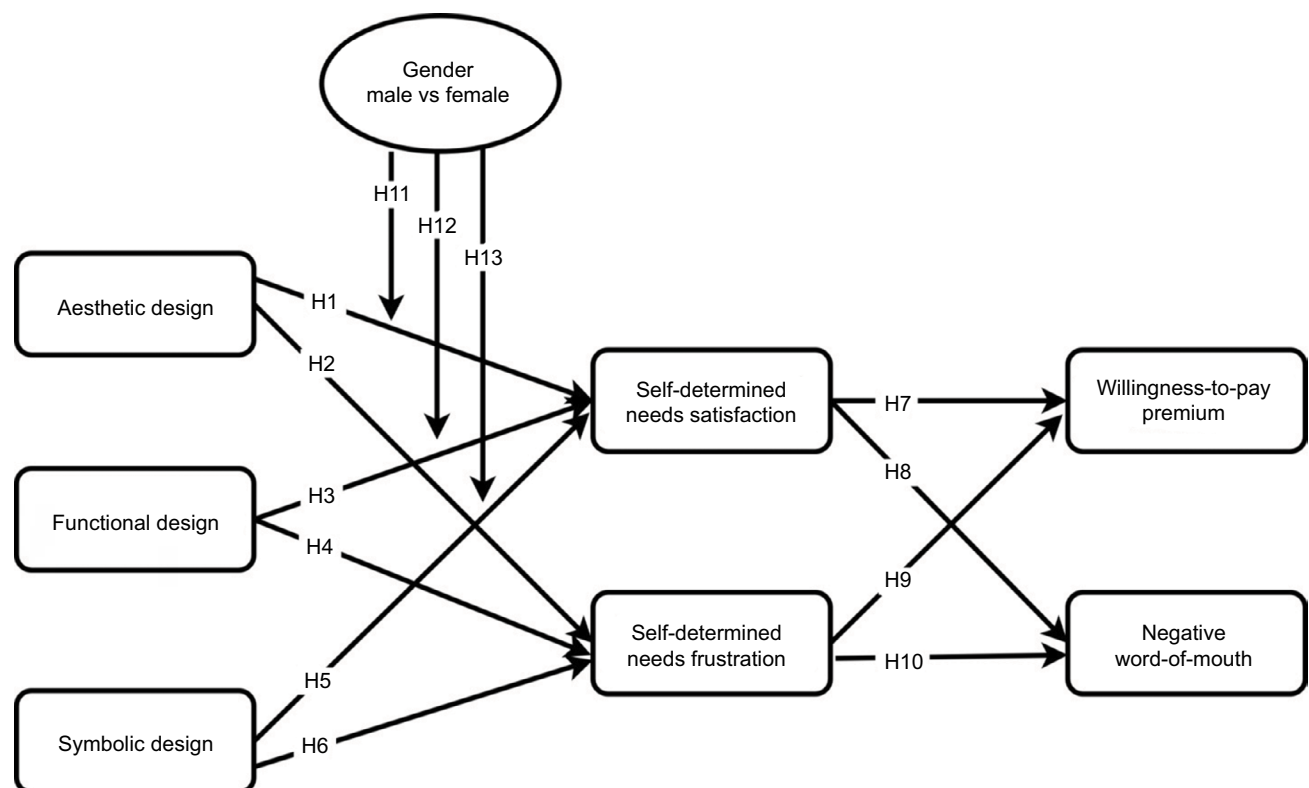 Gender
male vs female
H11
H12
H13
Aesthetic design
H1
H2
Self-determined
needs satisfaction
H7
Willingness-to-pay
premium
H8
Functional design
H3
H4
H9
Self-determined
needs frustration
H10
Negative
word-of-mouth
H5
Symbolic design
H6